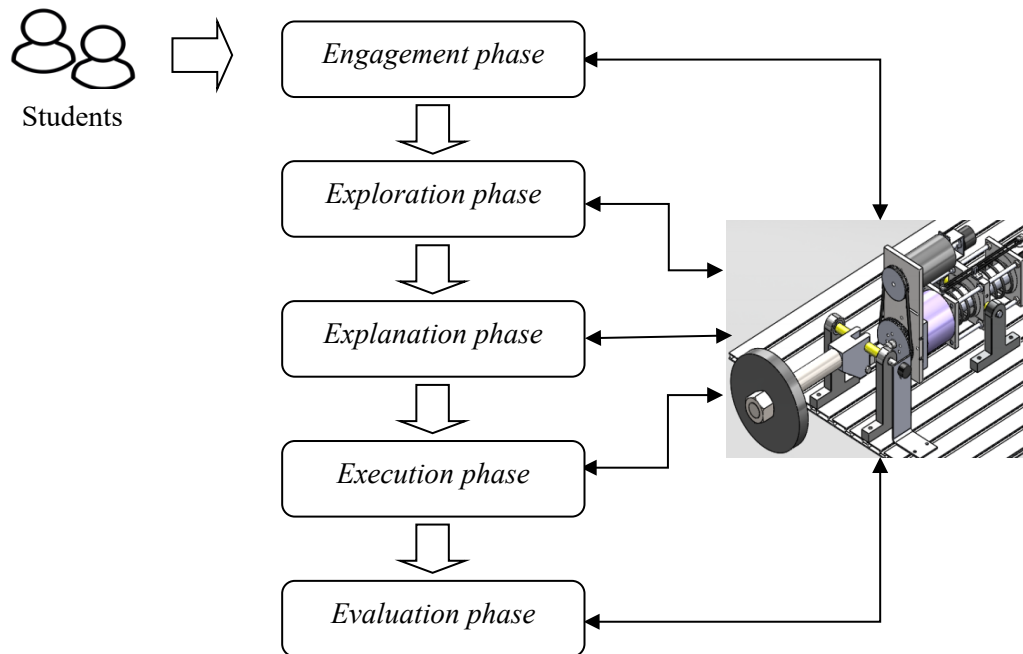 Students
Engagement phase
Exploration phase
Explanation phase
Execution phase
Evaluation phase